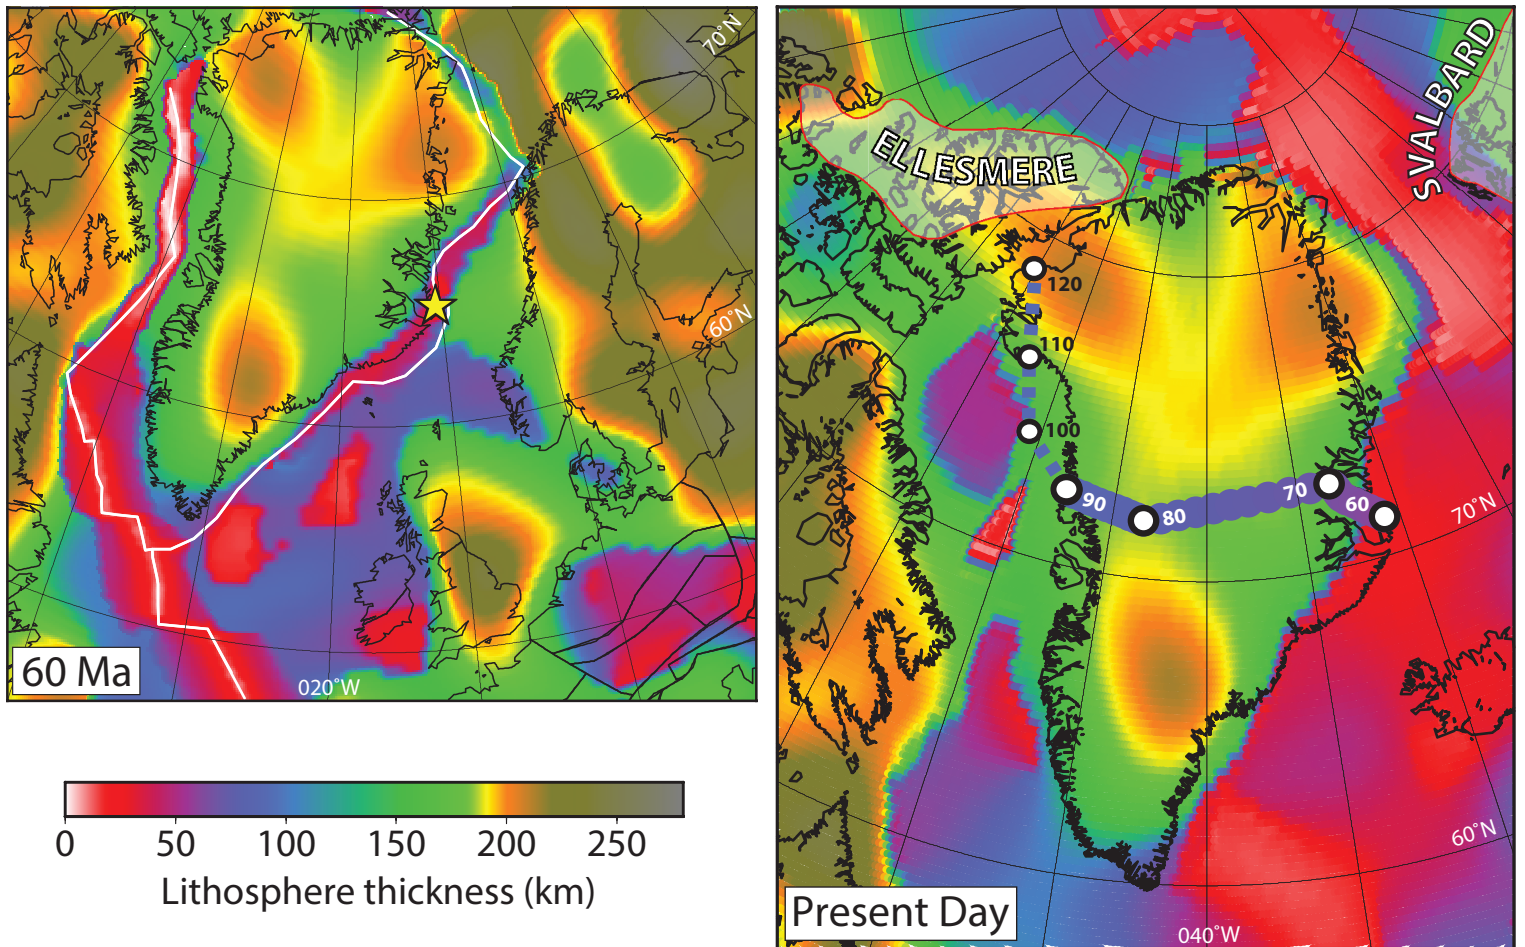 70°N
60°N
020°W
60 Ma
0 50 100 150 200 250
Lithosphere thickness (km)
ELLESMERE
SVALBARD
120
110
100
90
80
70
60
70°N
60°N
040°W
Present Day